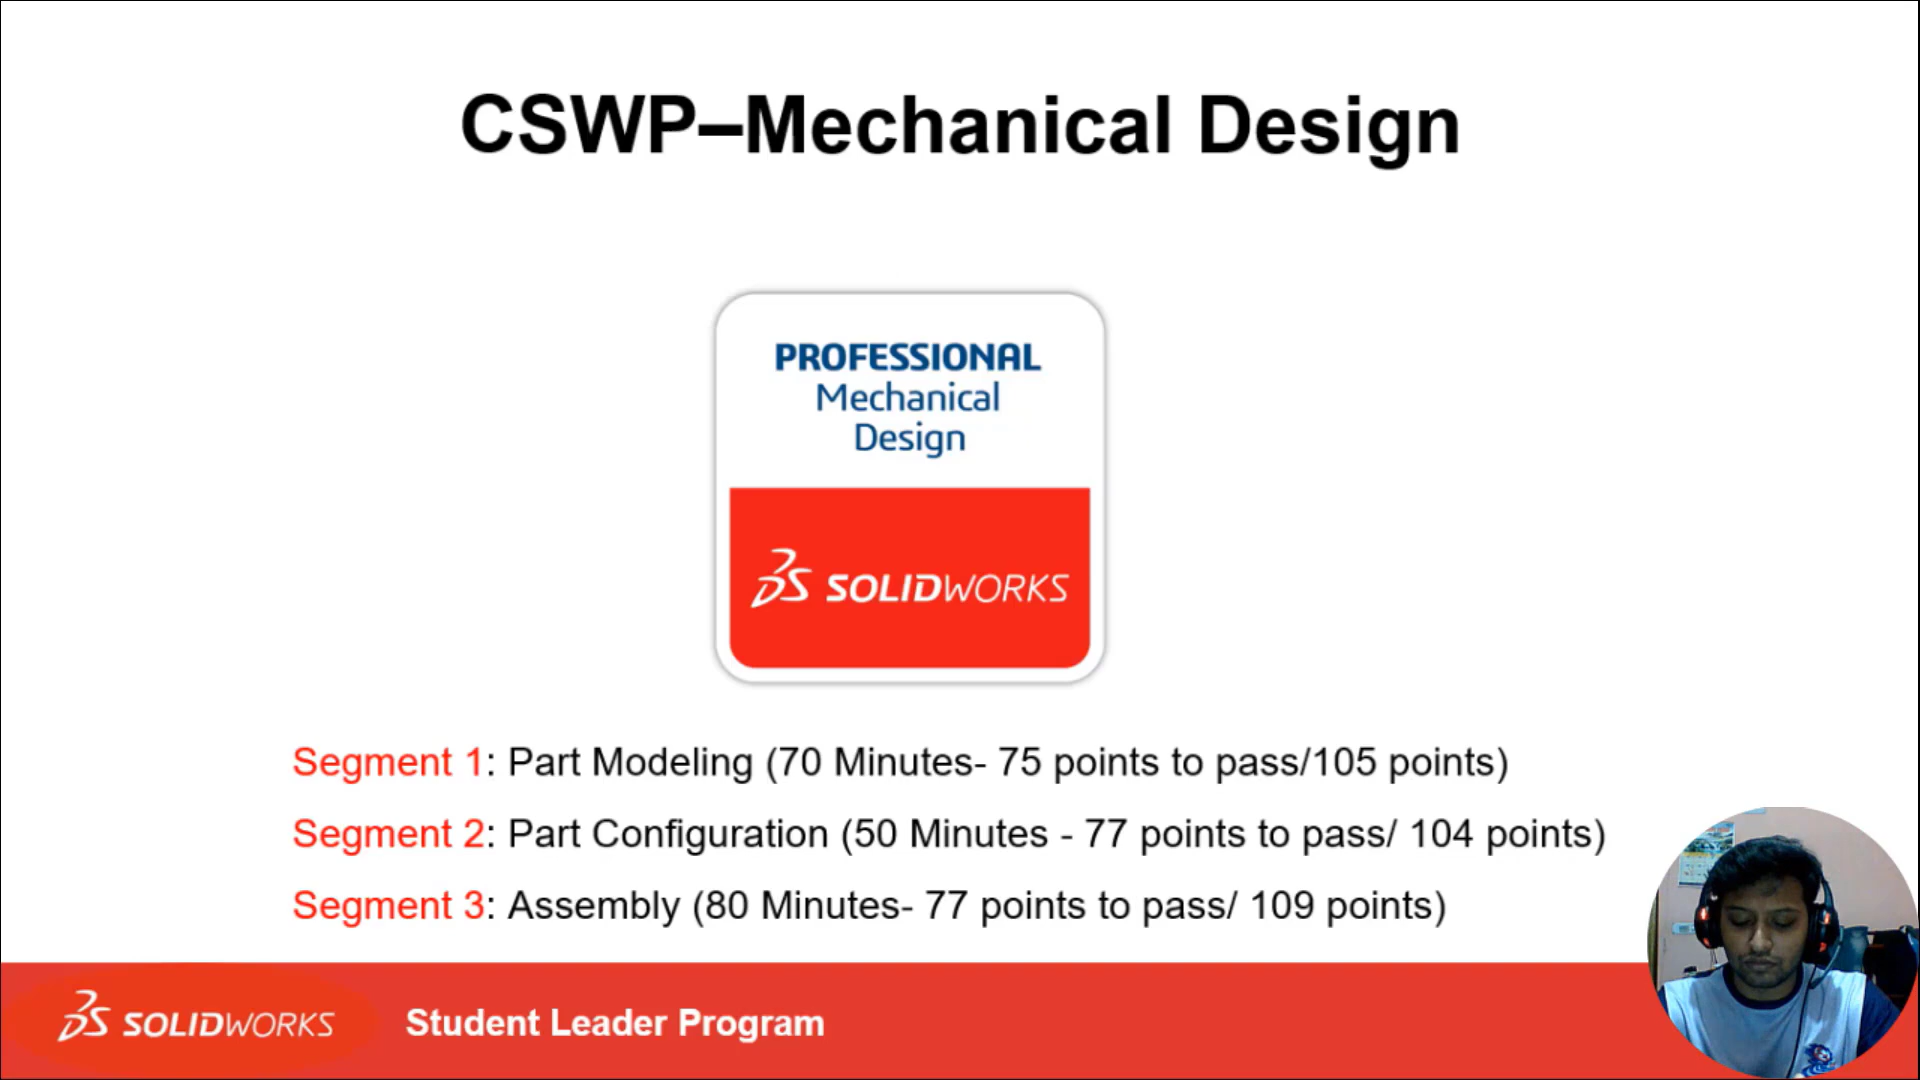 CSWP–Mechanical Design
PROFESSIONAL
Mechanical
Design
3DS SOLIDWORKS
Segment 1: Part Modeling (70 Minutes- 75 points to pass/105 points)
Segment 2: Part Configuration (50 Minutes - 77 points to pass/ 104 points)
Segment 3: Assembly (80 Minutes- 77 points to pass/ 109 points)
3DS SOLIDWORKS Student Leader Program